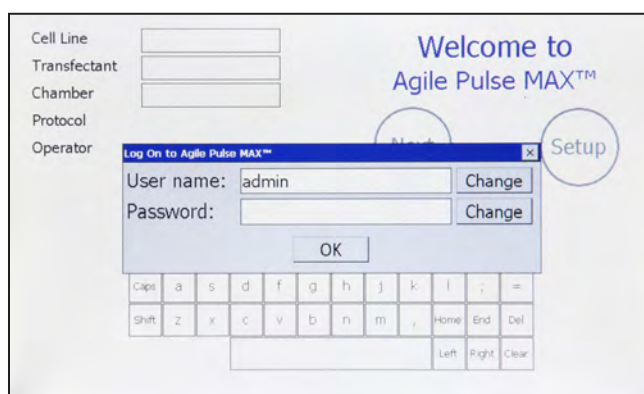 Cell Line
Transfectant
Chamber
Protocol
Operator
Welcome to
Agile Pulse MAX™
Setup
Log On to Agile Pulse MAX™
User name: admin Change
Password: Change
OK
Caps a s d f g h j k l ; =
Shift z x c v b n m , Home End Del
Left Right Clear